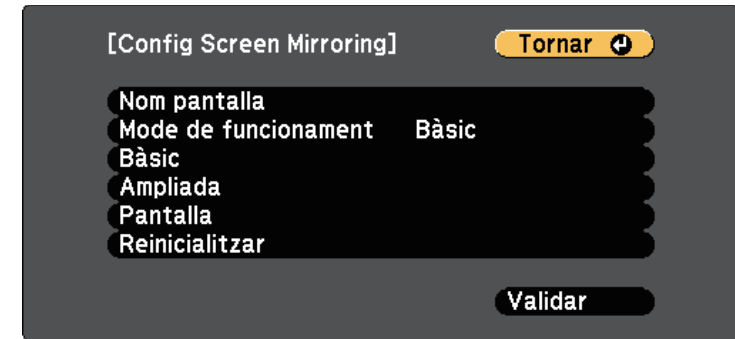 [Config Screen Mirroring] Tornar
Nom pantalla
Mode de funcionament Bàsic
Bàsic
Ampliada
Pantalla
Reinicialitzar
Validar